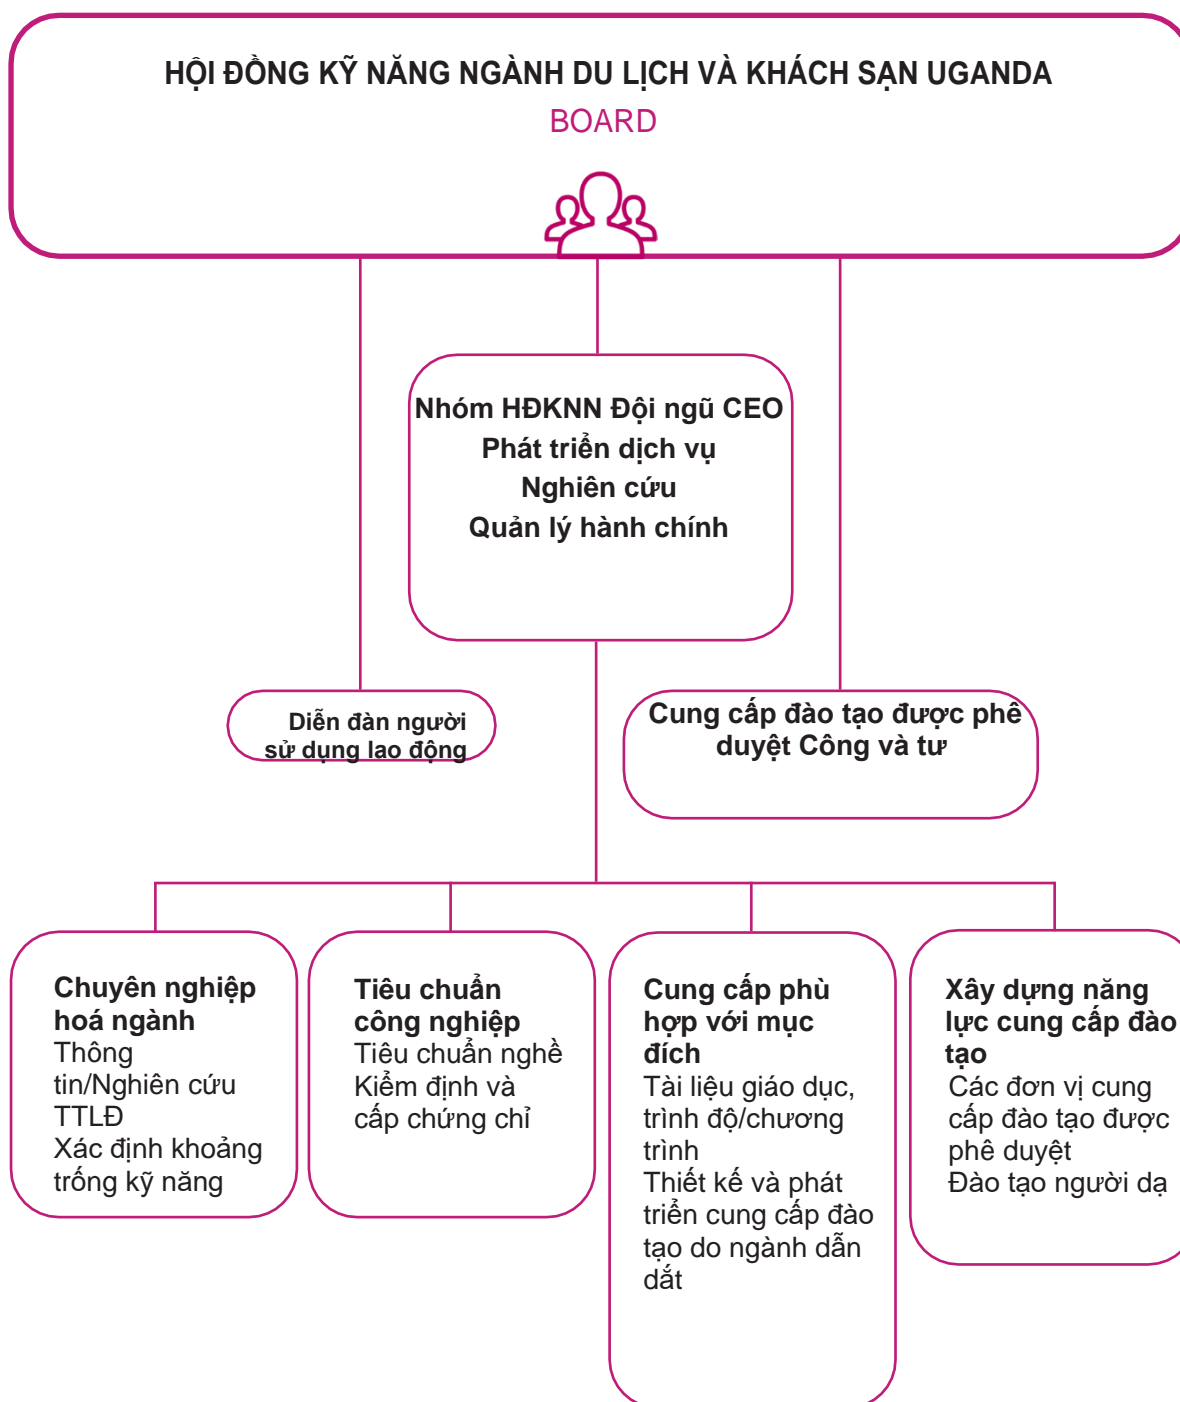 HỘI ĐỒNG KỸ NĂNG NGÀNH DU LỊCH VÀ KHÁCH SẠN UGANDA
BOARD
Nhóm HĐKNN Đội ngũ CEO
Phát triển dịch vụ
Nghiên cứu
Quản lý hành chính
Diễn đàn người
sử dụng lao động
Cung cấp đào tạo được phê
duyệt Công và tư
Chuyên nghiệp
hoá ngành
Thông
tin/Nghiên cứu
TTLĐ
Xác định khoảng
trống kỹ năng
Tiêu chuẩn
công nghiệp
Tiêu chuẩn nghề
Kiểm định và
cấp chứng chỉ
Cung cấp phù
hợp với mục
đích
Tài liệu giáo dục,
trình độ/chương
trình
Thiết kế và phát
triển cung cấp đào
tạo do ngành dẫn
dắt
Xây dựng năng
lực cung cấp đào
tạo
Các đơn vị cung
cấp đào tạo được
phê duyệt
Đào tạo người dạ